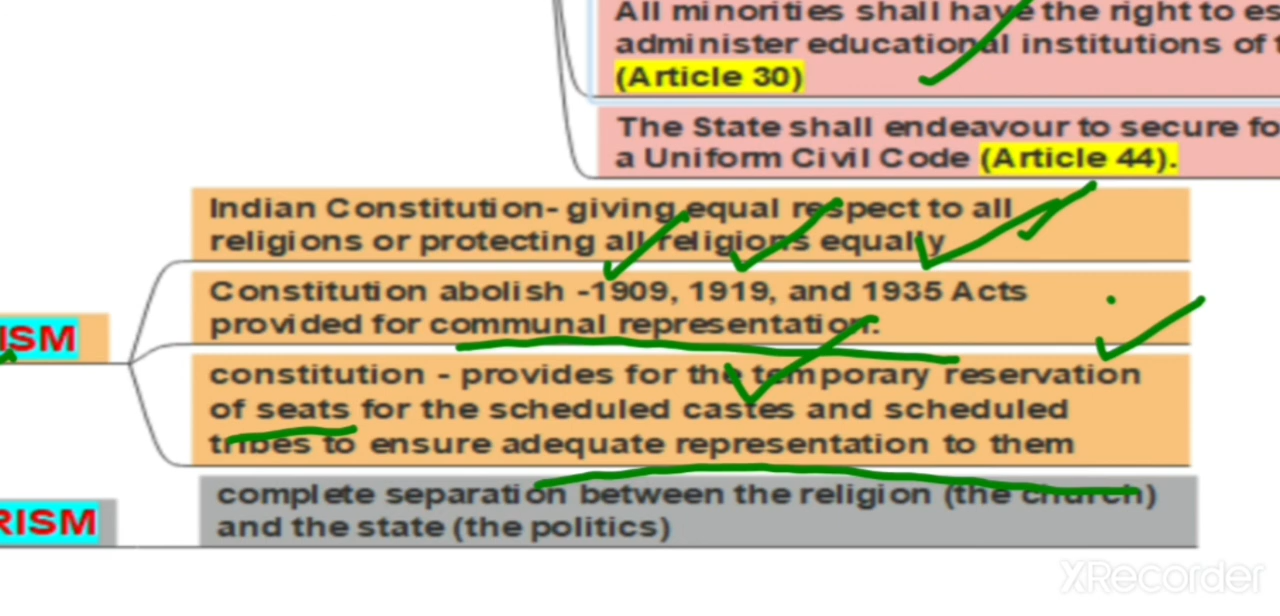 All minorities shall have the right to es
administer educational institutions of t
(Article 30)
The State shall endeavour to secure fo
a Uniform Civil Code (Article 44).
Indian Constitution- giving equal respect to all
religions or protecting all religions equally
Constitution abolish -1909, 1919, and 1935 Acts
provided for communal representation.
ISM
constitution - provides for the temporary reservation
of seats for the scheduled castes and scheduled
tribes to ensure adequate representation to them
complete separation between the religion (the church)
RISM
and the state (the politics)
XRecorder